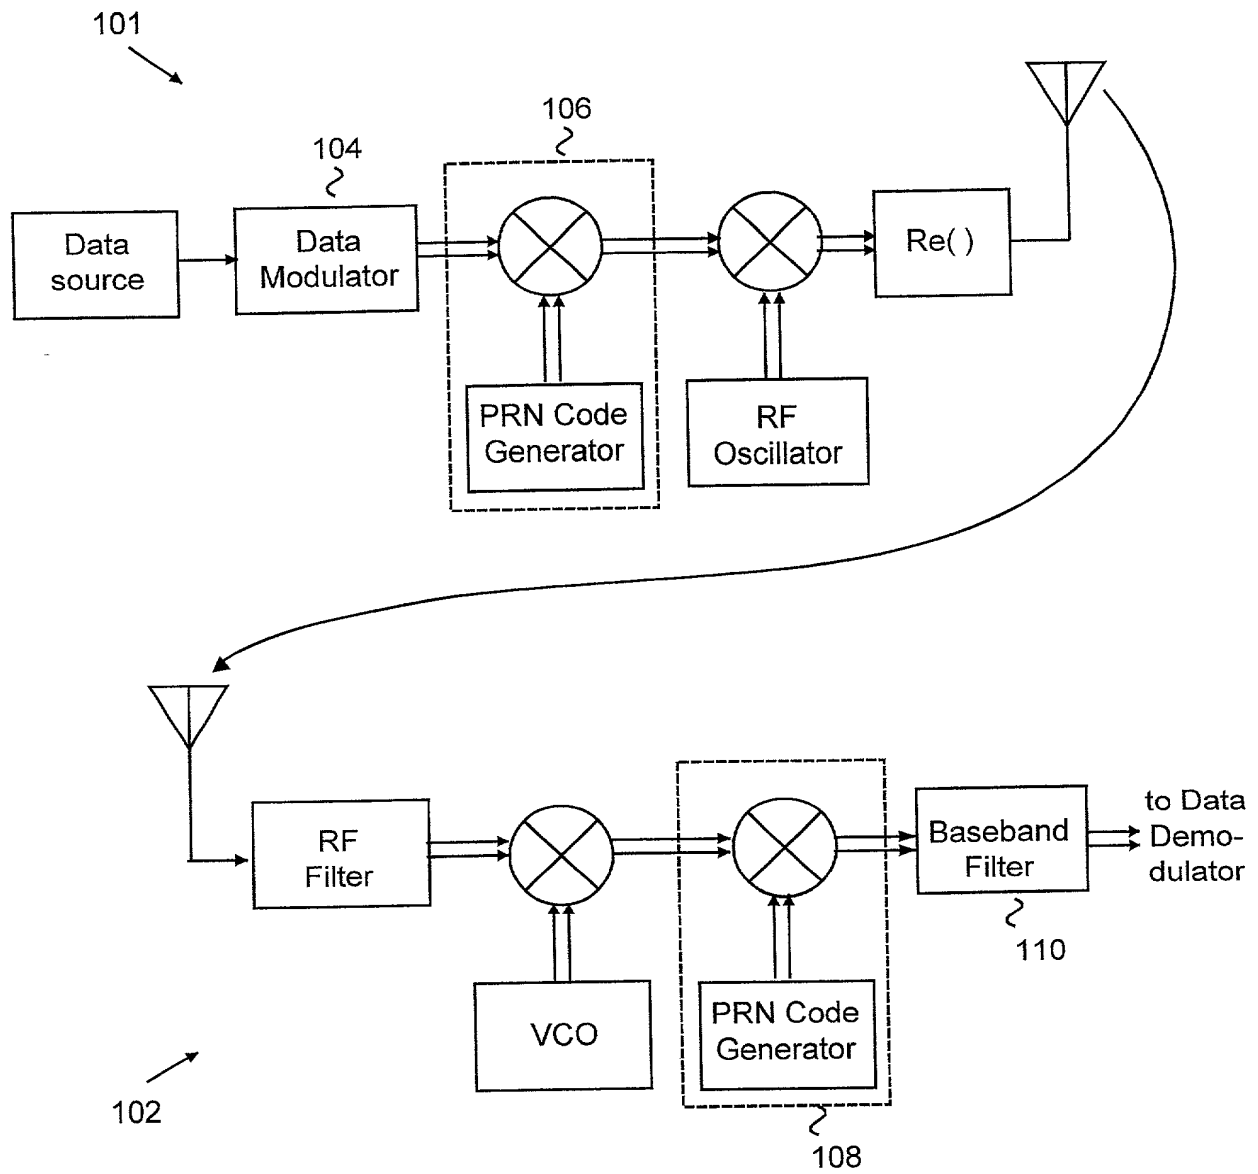 101
106
104
Data
source
Data
Modulator
Re( )
PRN Code
Generator
RF
Oscillator
RF
Filter
Baseband
Filter
to Data
Demo-
dulator
110
VCO
PRN Code
Generator
102
108